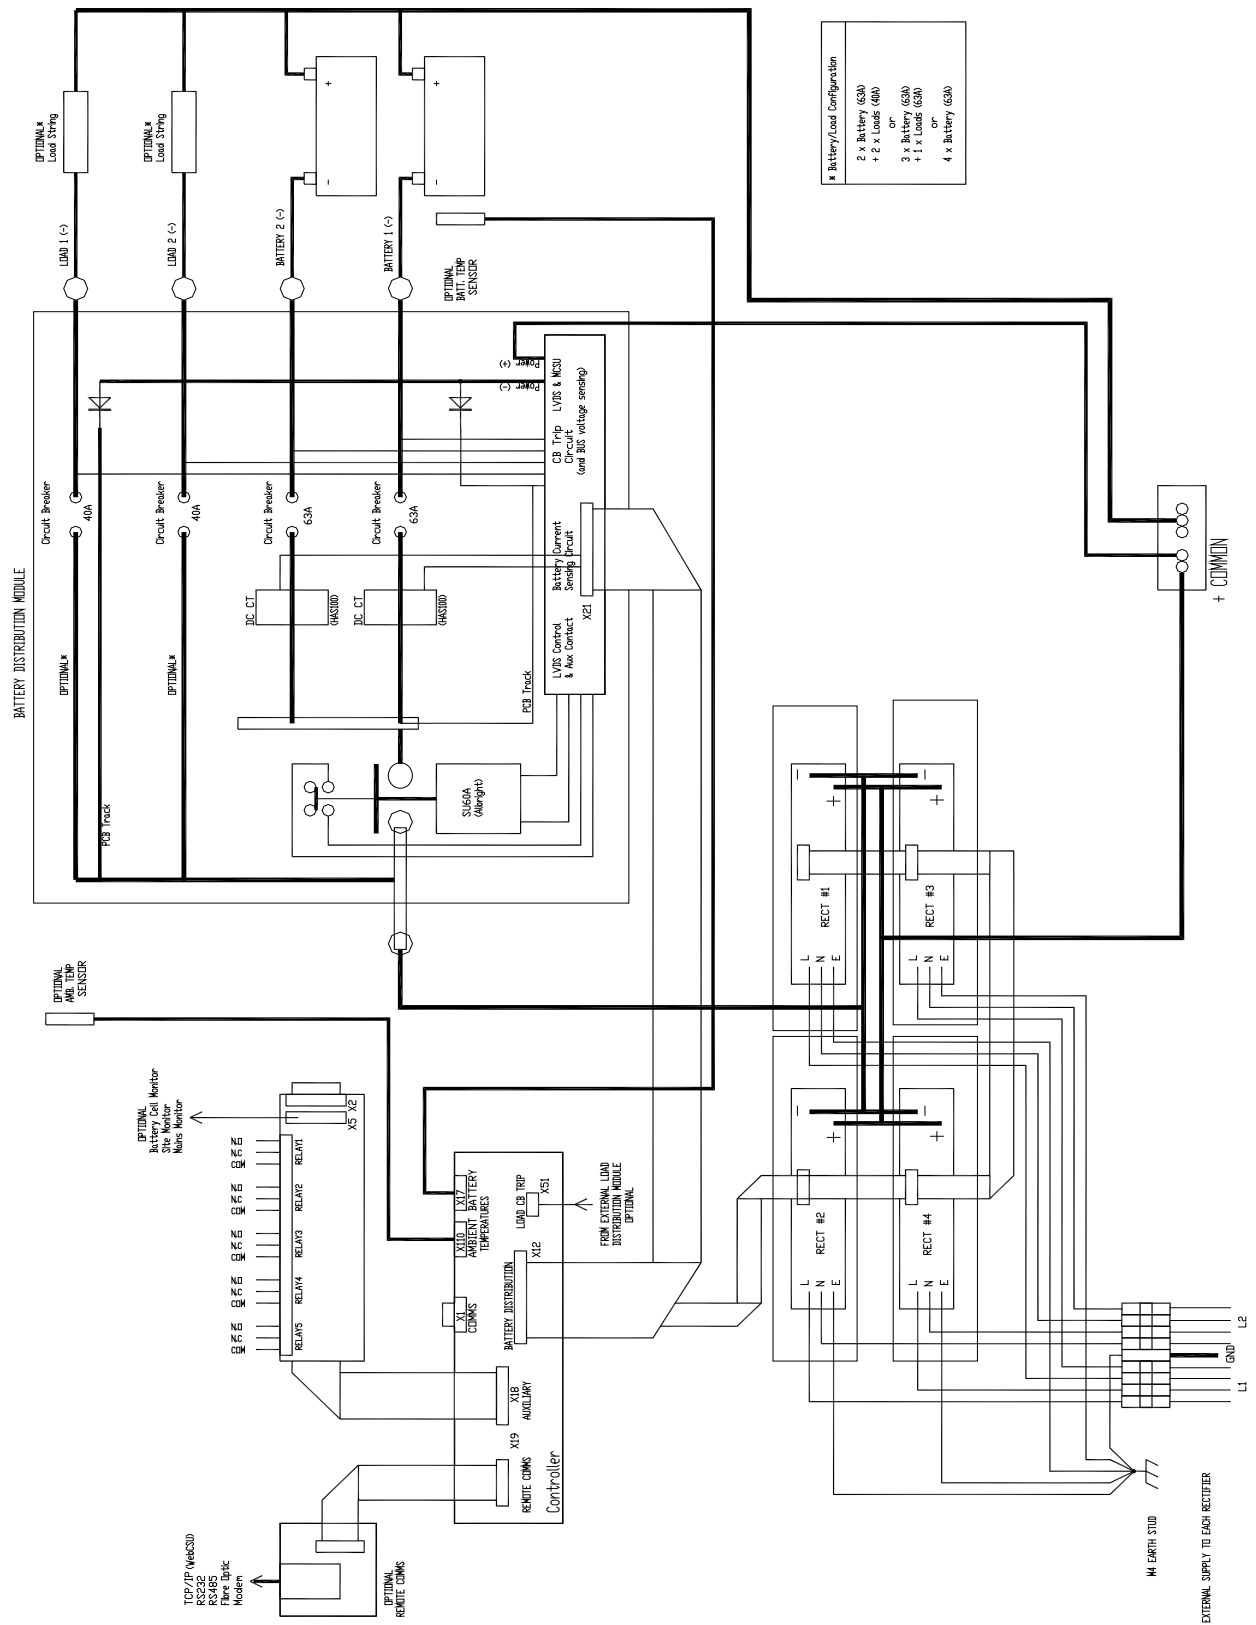 BATTERY DISTRIBUTION MODULE
OPTIONAL*
Load String
LOAD 1 (-)
Circuit Breaker
40A
OPTIONAL*
PCB Track
OPTIONAL*
Load String
LOAD 2 (-)
Circuit Breaker
40A
OPTIONAL*
+
-
BATTERY 2 (-)
Circuit Breaker
63A
DC CT
(HAS100)
+
-
BATTERY 1 (-)
Circuit Breaker
63A
DC CT
(HAS100)
OPTIONAL
BATT. TEMP
SENSOR
Power (+)
Power (-)
LVDS & MCSU
CB Trip
Circuit
(and BUS voltage sensing)
Battery Current
Sensing Circuit
X21
LVDS Control
& Aux Contact
PCB Track
SU60A
(Albright)
* Battery/Load Configuration
2 x Battery (63A)
+ 2 x Loads (40A)
or
3 x Battery (63A)
+ 1 x Loads (63A)
or
4 x Battery (63A)
+ COMMON
OPTIONAL
AMB. TEMP
SENSOR
OPTIONAL
Battery Cell Monitor
Site Monitor
Mains Monitor
X5
X2
N.O
N.C
COM
RELAY1
N.O
N.C
COM
RELAY2
N.O
N.C
COM
RELAY3
N.O
N.C
COM
RELAY4
N.O
N.C
COM
RELAY5
X17
BATTERY
X110
AMBIENT
TEMPERATURES
X1
COMMS
LOAD CB TRIP
X51
FROM EXTERNAL LOAD
DISTRIBUTION MODULE
OPTIONAL
BATTERY DISTRIBUTION
X12
X18
AUXILIARY
X19
REMOTE COMMS
Controller
TCP/IP (WebCSU)
RS232
RS485
Fibre Optic
Modem
OPTIONAL
REMOTE COMMS
-
+
RECT #1
L
N
E
-
+
RECT #3
L
N
E
-
+
RECT #2
L
N
E
-
+
RECT #4
L
N
E
L2
GND
L1
M4 EARTH STUD
EXTERNAL SUPPLY TO EACH RECTIFIER